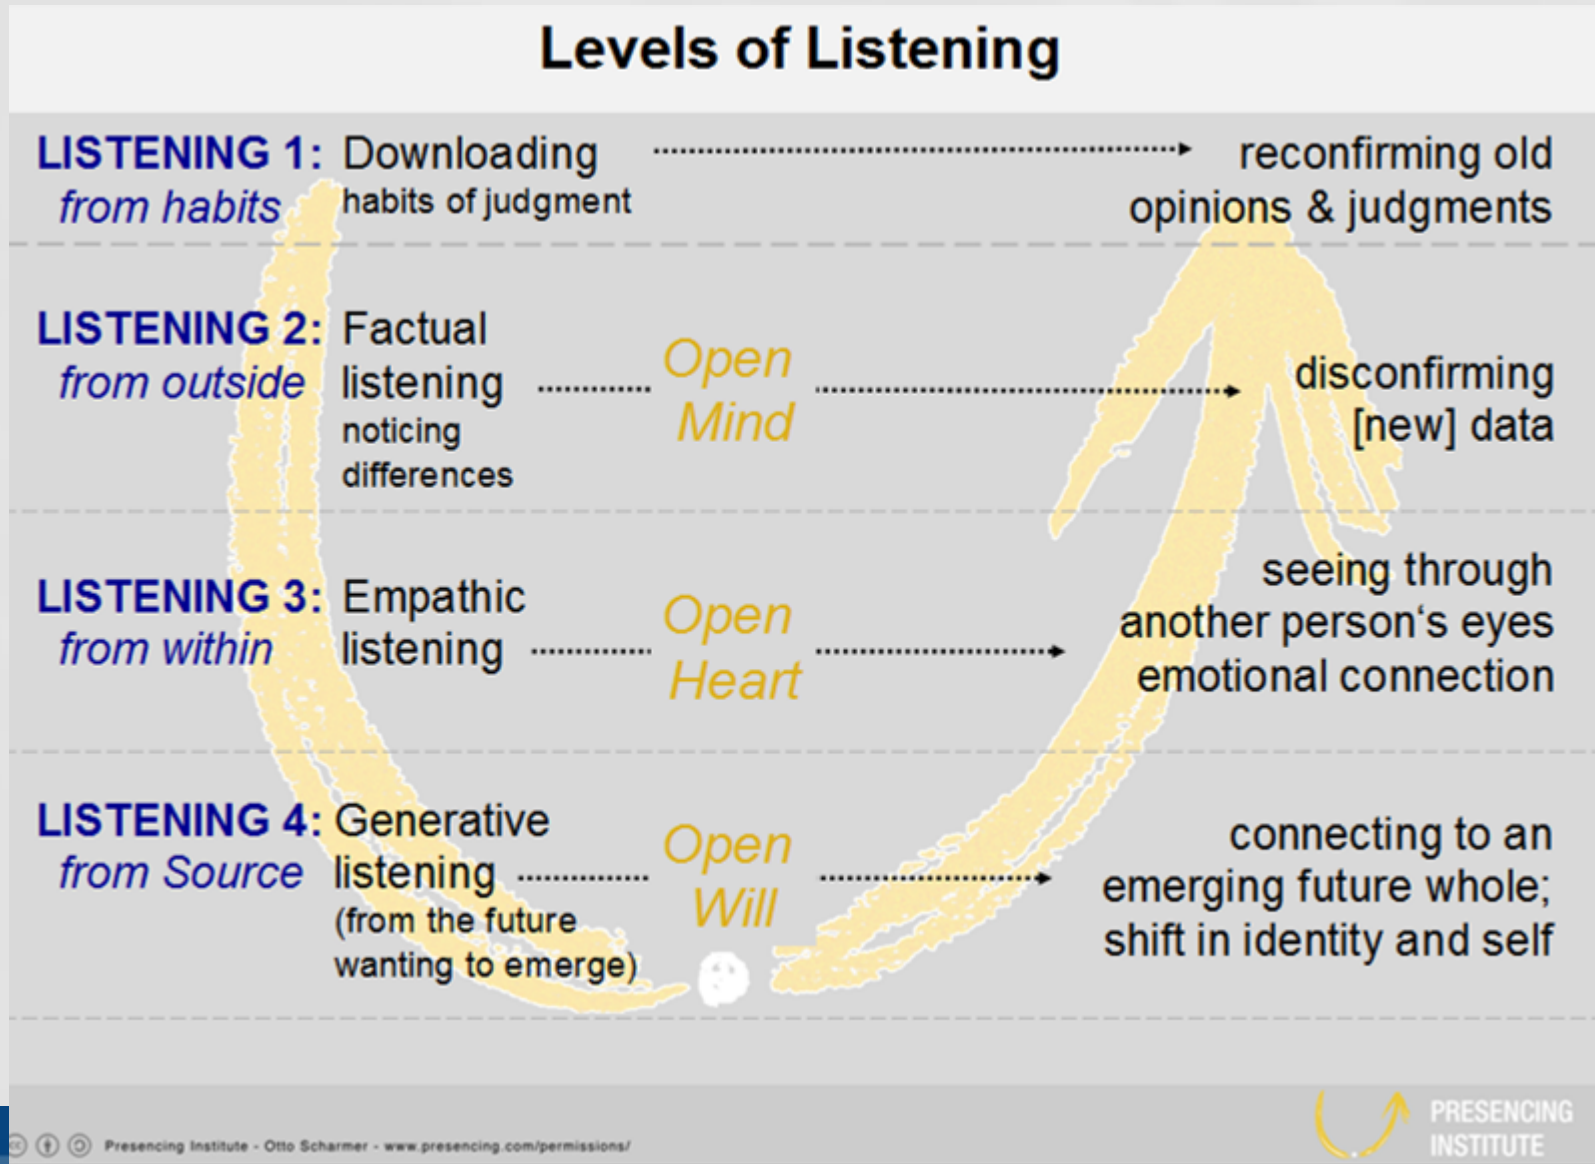 Levels of Listening
LISTENING 1: Downloading
from habits habits of judgment
reconfirming old
opinions & judgments
LISTENING 2: Factual
from outside listening
noticing
differences
Open
Mind
disconfirming
[new] data
LISTENING 3: Empathic
from within listening
Open
Heart
seeing through
another person‘s eyes
emotional connection
LISTENING 4: Generative
from Source listening
(from the future
wanting to emerge)
Open
Will
connecting to an
emerging future whole;
shift in identity and self
Presencing Institute - Otto Scharmer - www.presencing.com/permissions/
PRESENCING
INSTITUTE